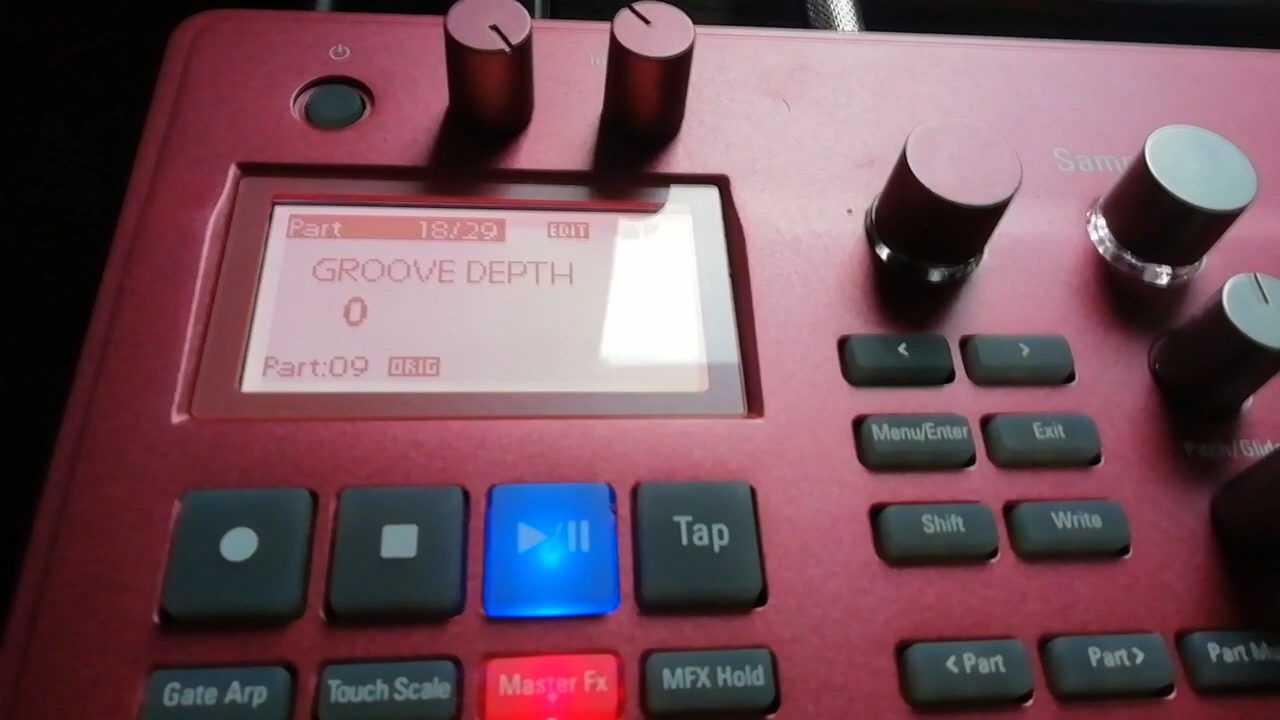 Part 18/29 EDIT
GROOVE DEPTH
0
Part:09 ORIG
<
>
Menu/Enter
Exit
Tap
Shift
Write
Gate Arp
Touch Scale
Master Fx
MFX Hold
<Part
Part>
Part